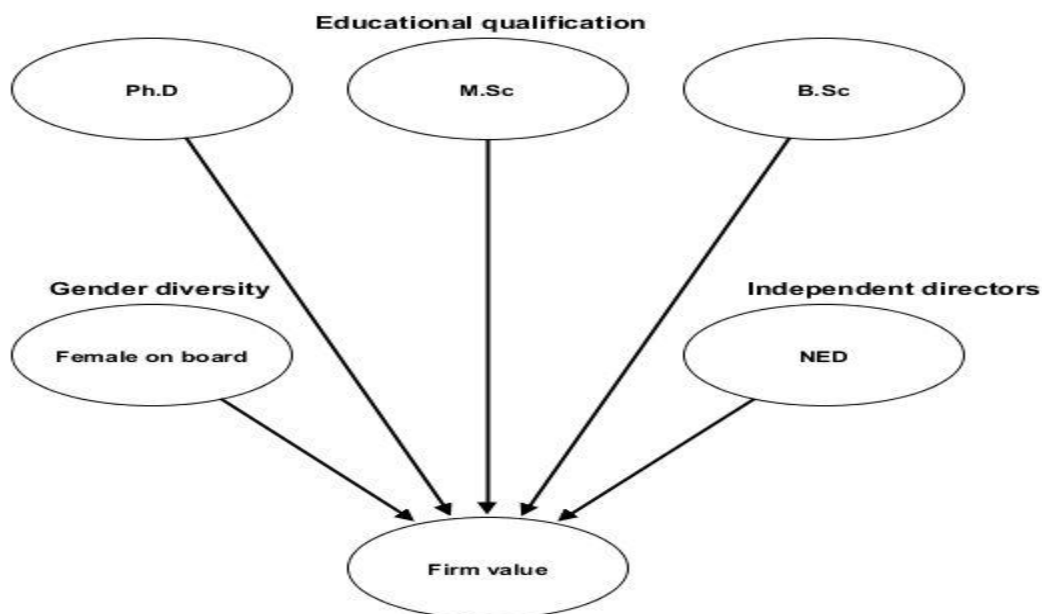 Educational qualification
Ph.D
M.Sc
B.Sc
Gender diversity
Independent directors
Female on board
NED
Firm value